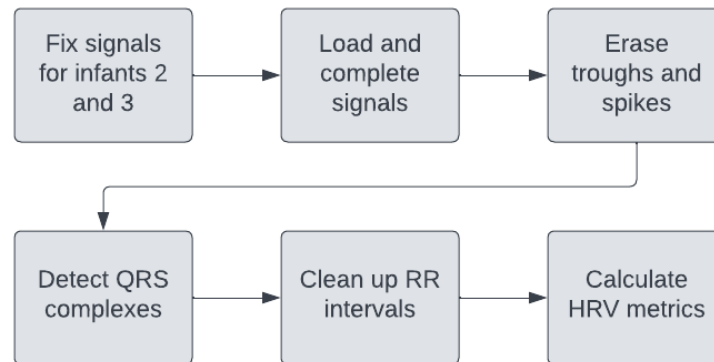 Fix signals
for infants 2
and 3
Load and
complete
signals
Erase
troughs and
spikes
Detect QRS
complexes
Clean up RR
intervals
Calculate
HRV metrics